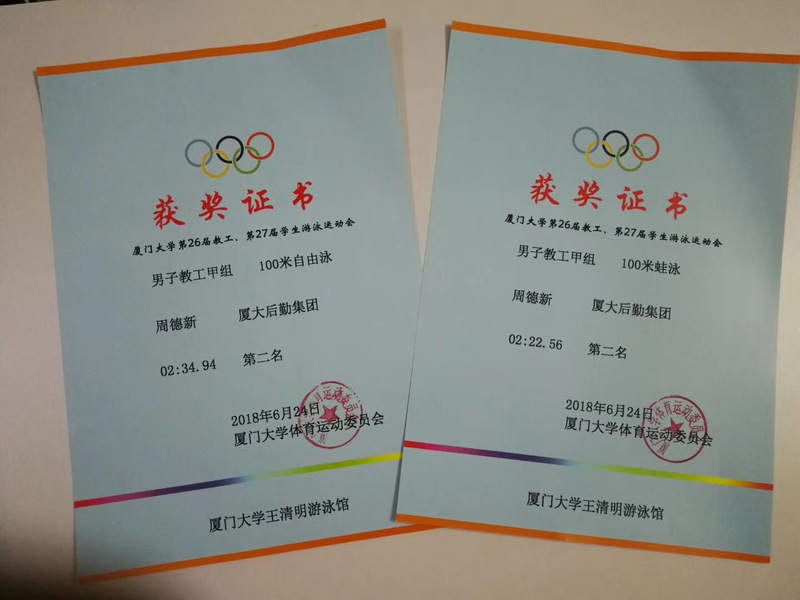 获奖证书
厦门大学第26届教工、第27届学生游泳运动会
男子教工甲组 100米自由泳
周德新 厦大后勤集团
02:34.94 第二名
2018年6月24日
厦门大学体育运动委员会
厦门大学王清明游泳馆
获奖证书
厦门大学第26届教工、第27届学生游泳运动会
男子教工甲组 100米蛙泳
周德新 厦大后勤集团
02:22.56 第二名
2018年6月24日
厦门大学体育运动委员会
厦门大学王清明游泳馆